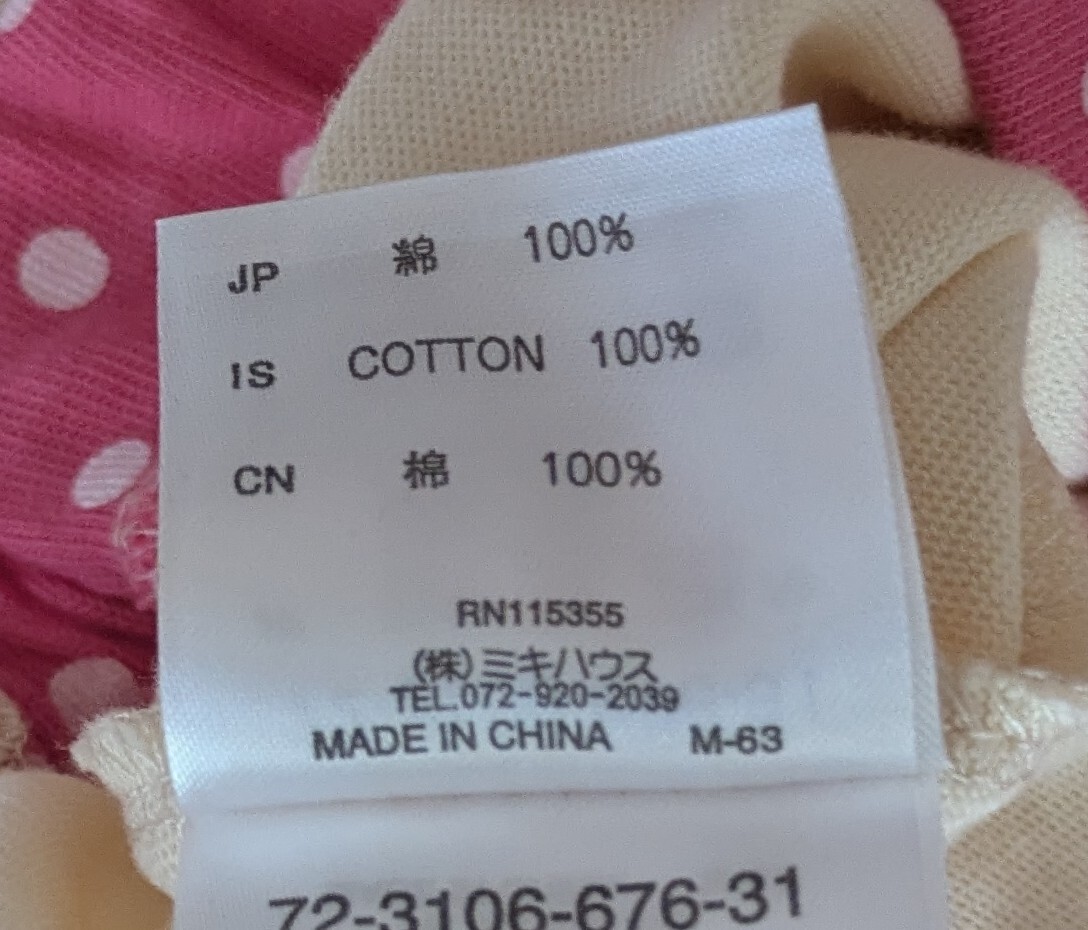 JP 綿 100%
IS COTTON 100%
CN 棉 100%
RN115355
(株)ミキハウス
TEL.072-920-2039
MADE IN CHINA M-63
72-3106-676-31